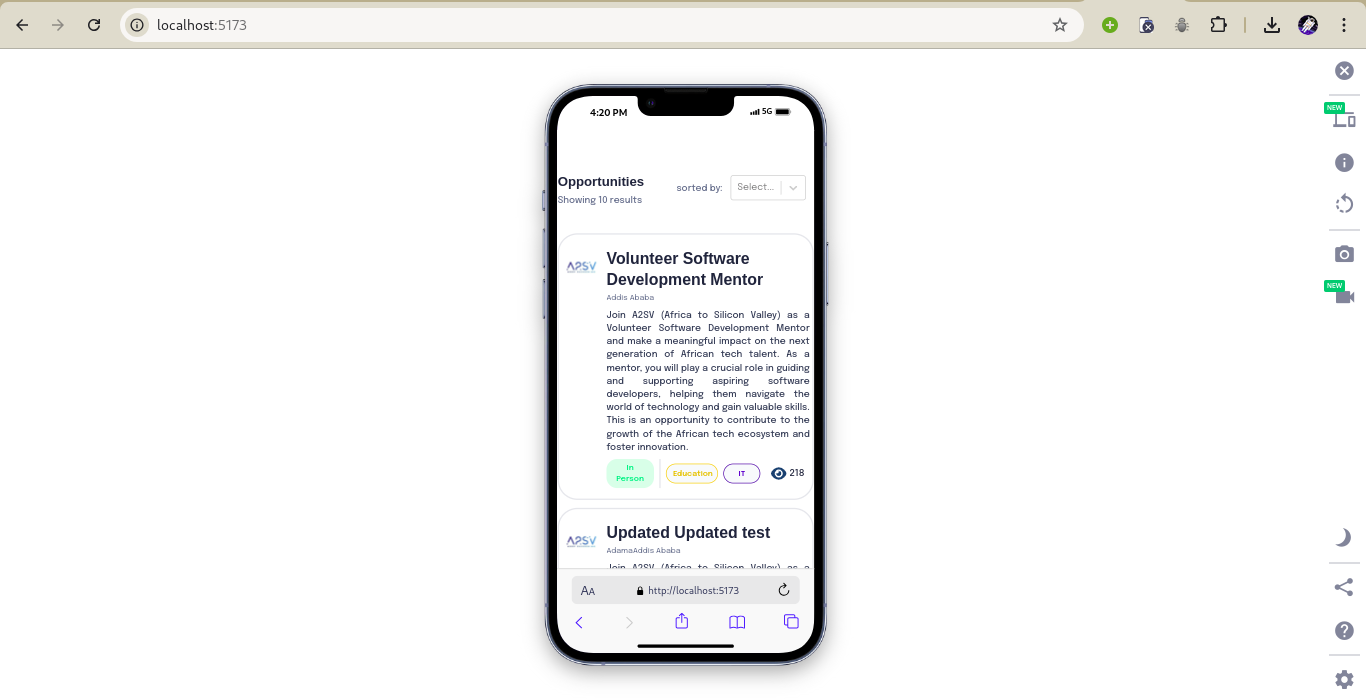 localhost:5173
NEW
NEW
4:20 PM
5G
Opportunities
Showing 10 results
sorted by:
Select...
A2SV
Volunteer Software
Development Mentor
Addis Ababa
Join A2SV (Africa to Silicon Valley) as a
Volunteer Software Development Mentor
and make a meaningful impact on the next
generation of African tech talent. As a
mentor, you will play a crucial role in guiding
and supporting aspiring software
developers, helping them navigate the
world of technology and gain valuable skills.
This is an opportunity to contribute to the
growth of the African tech ecosystem and
foster innovation.
In
Person
Education
IT
218
A2SV
Updated Updated test
AdamaAddis Ababa
Join A2SV (Africa to Silicon Valley) as a
AA
http://localhost:5173